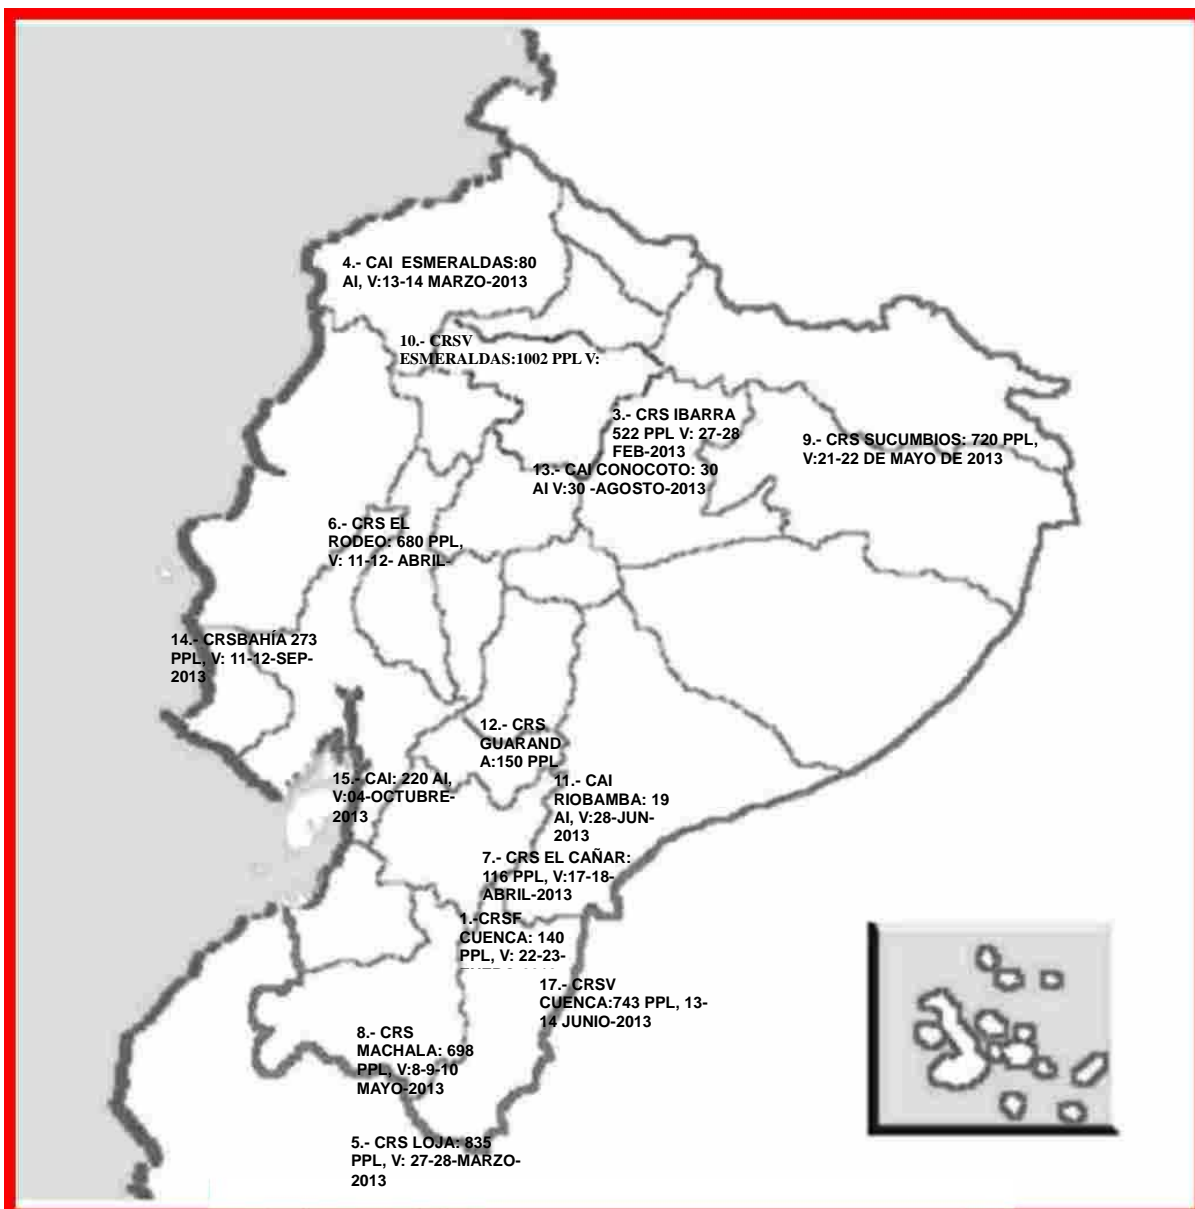 4.- CAI ESMERALDAS:80
AI, V:13-14 MARZO-2013
10.- CRSV
ESMERALDAS:1002 PPL V:
3.- CRS IBARRA
522 PPL V: 27-28
FEB-2013
9.- CRS SUCUMBIOS: 720 PPL,
V:21-22 DE MAYO DE 2013
13.- CAI CONOCOTO: 30
AI V:30 -AGOSTO-2013
6.- CRS EL
RODEO: 680 PPL,
V: 11-12- ABRIL-
14.- CRSBAHÍA 273
PPL, V: 11-12-SEP-
2013
12.- CRS
GUARAND
A:150 PPL
15.- CAI: 220 AI,
V:04-OCTUBRE-
2013
11.- CAI
RIOBAMBA: 19
AI, V:28-JUN-
2013
7.- CRS EL CAÑAR:
116 PPL, V:17-18-
ABRIL-2013
1.-CRSF
CUENCA: 140
PPL, V: 22-23-
17.- CRSV
CUENCA:743 PPL, 13-
14 JUNIO-2013
8.- CRS
MACHALA: 698
PPL, V:8-9-10
MAYO-2013
5.- CRS LOJA: 835
PPL, V: 27-28-MARZO-
2013